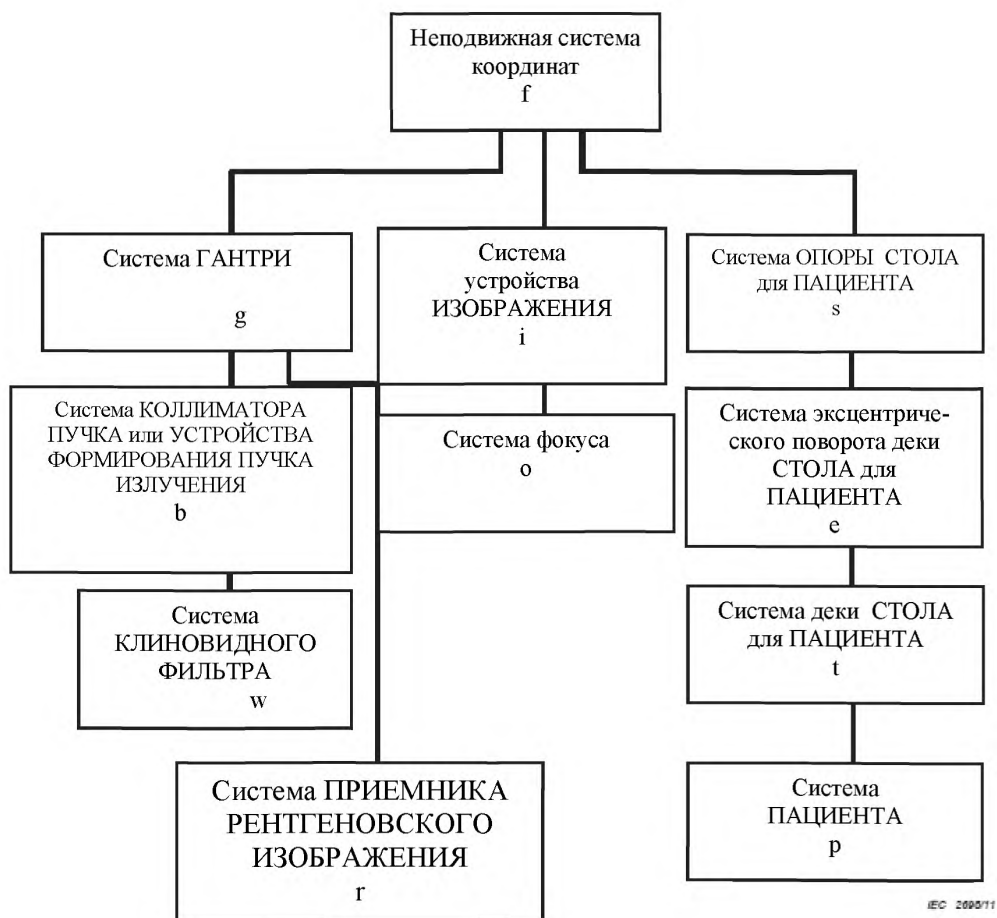 Неподвижная система
координат
f
Система ГАНТРИ
g
Система
устройства
ИЗОБРАЖЕНИЯ
i
Система ОПОРЫ СТОЛА
для ПАЦИЕНТА
s
Система КОЛЛИМАТОРА
ПУЧКА или УСТРОЙСТВА
ФОРМИРОВАНИЯ ПУЧКА
ИЗЛУЧЕНИЯ
b
Система фокуса
o
Система эксцентриче-
ского поворота деки
СТОЛА для
ПАЦИЕНТА
e
Система
КЛИНОВИДНОГО
ФИЛЬТРА
w
Система деки СТОЛА
для ПАЦИЕНТА
t
Система ПРИЕМНИКА
РЕНТГЕНОВСКОГО
ИЗОБРАЖЕНИЯ
r
Система
ПАЦИЕНТА
p
IEC 2696/11